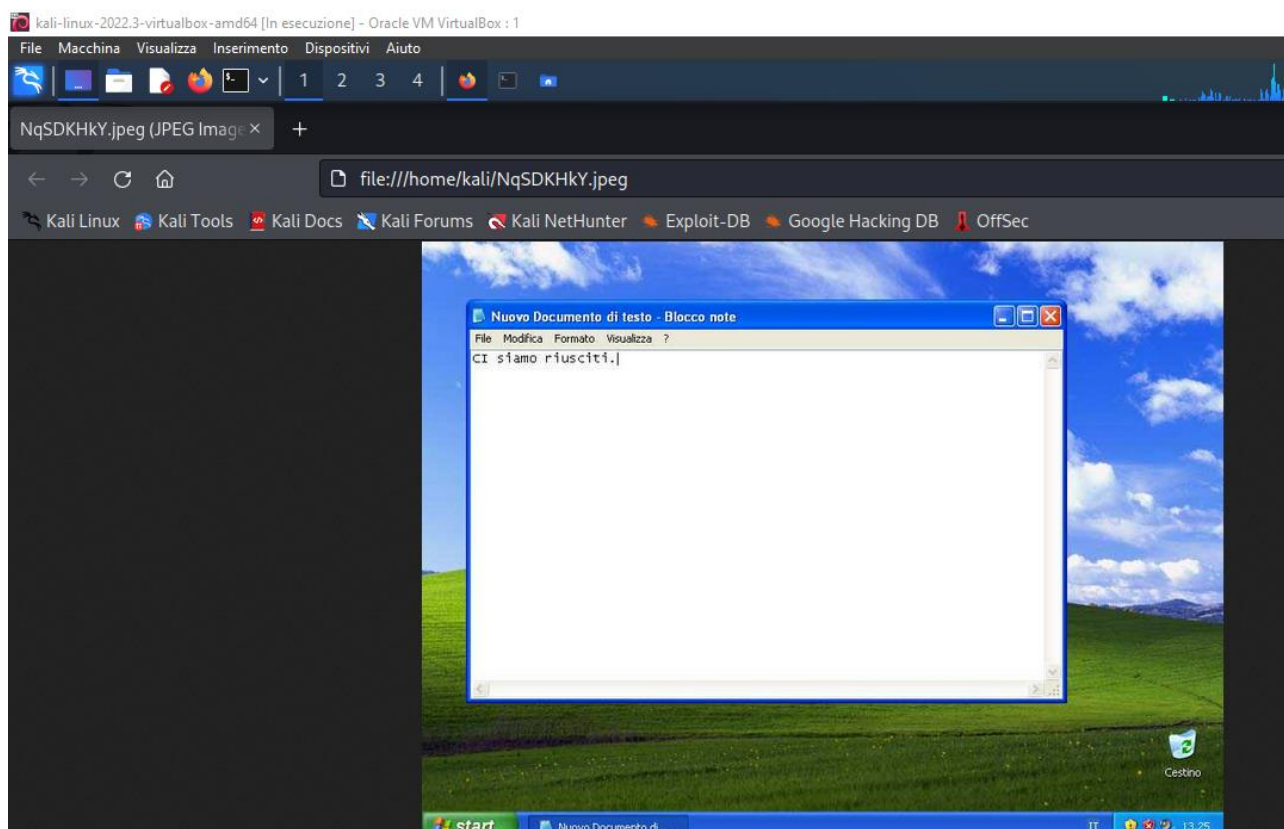 kali-linux-2022.3-virtualbox-amd64 [In esecuzione] - Oracle VM VirtualBox : 1
File Macchina Visualizza Inserimento Dispositivi Aiuto
1 2 3 4
NqSDKHkY.jpeg (JPEG Image
file:///home/kali/NqSDKHkY.jpeg
Kali Linux Kali Tools Kali Docs Kali Forums Kali NetHunter Exploit-DB Google Hacking DB OffSec
Nuovo Documento di testo - Blocco note
File Modifica Formato Visualizza ?
CI siamo riusciti.
Cestino
start Nuovo Documento di IT 13.25